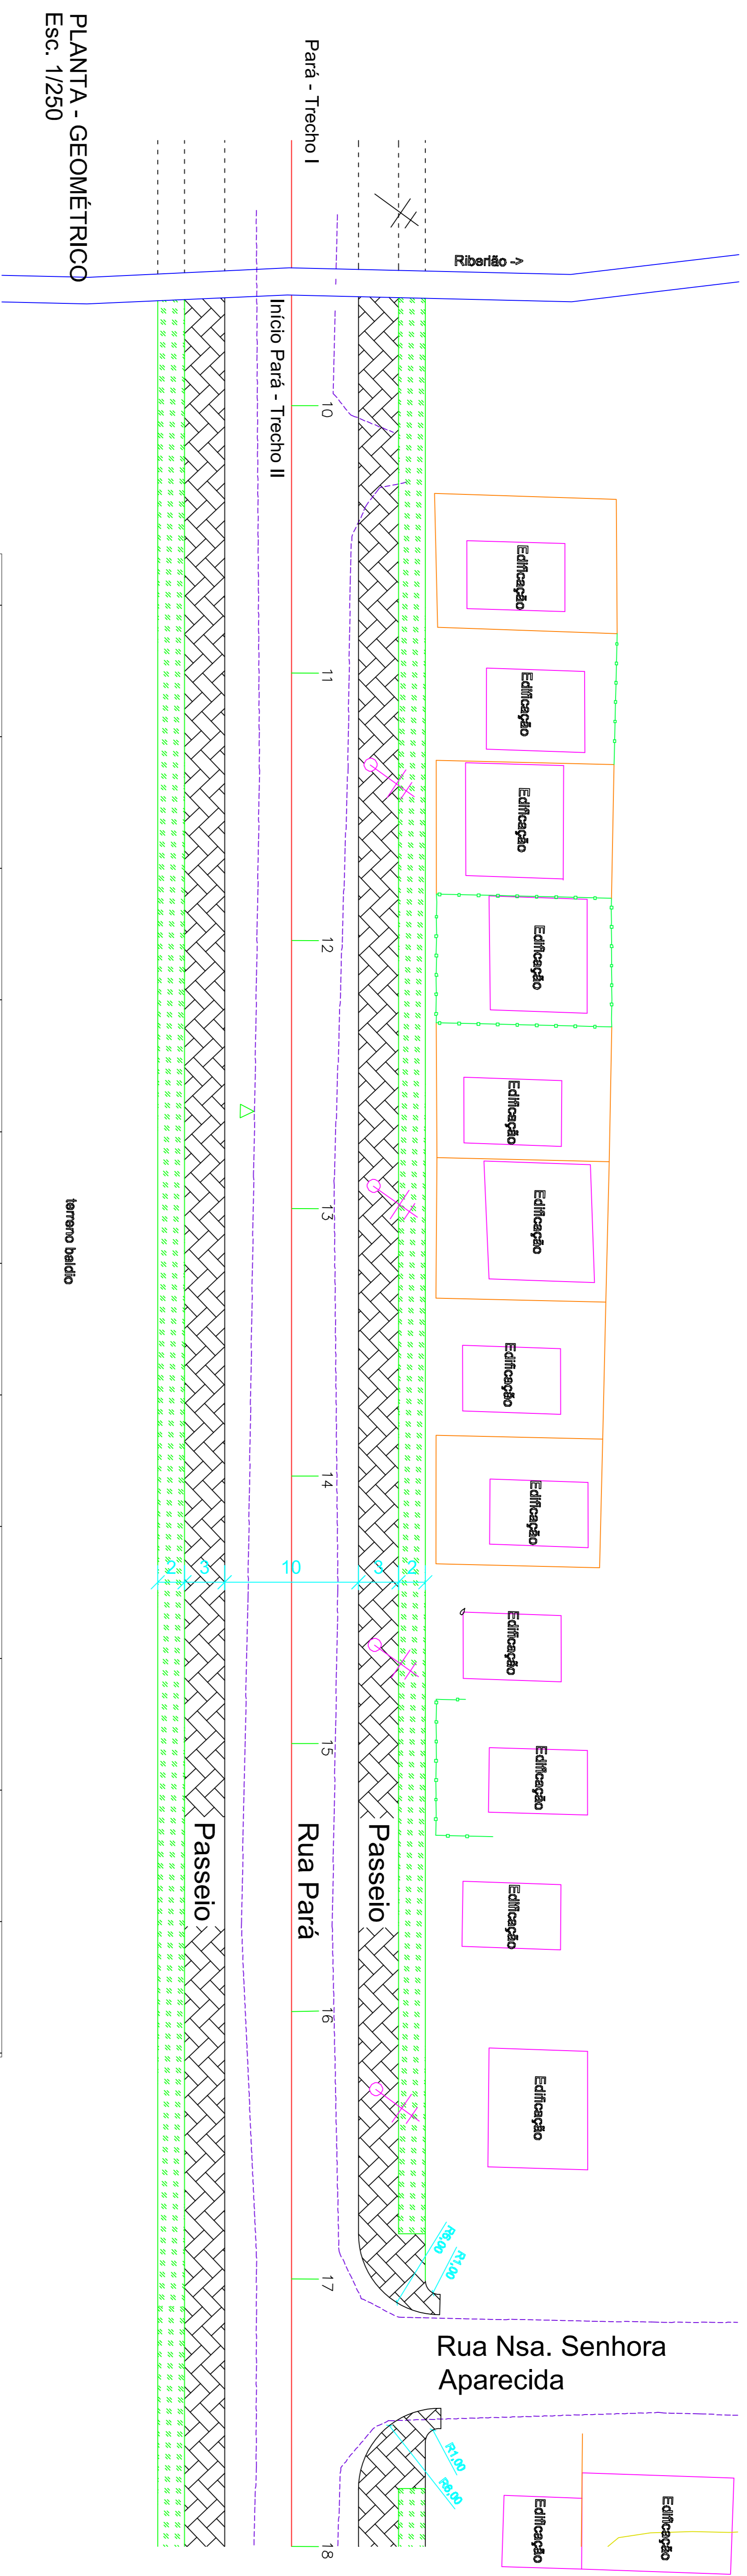 PLANTA - GEOMÉTRICO
Esc. 1/250
Pará - Trecho I
Riberião ->
Início Pará - Trecho II
10
Edificação
11
Edificação
Edificação
12
Edificação
Edificação
13
Edificação
terreno baldio
Edificação
14
Edificação
2
3
10
3
2
Edificação
15
Edificação
Passeio
Rua Pará
Passeio
Edificação
16
Edificação
R6,00
R1,00
17
Rua Nsa. Senhora
Aparecida
R1,00
R6,00
Edificação
Edificação
18